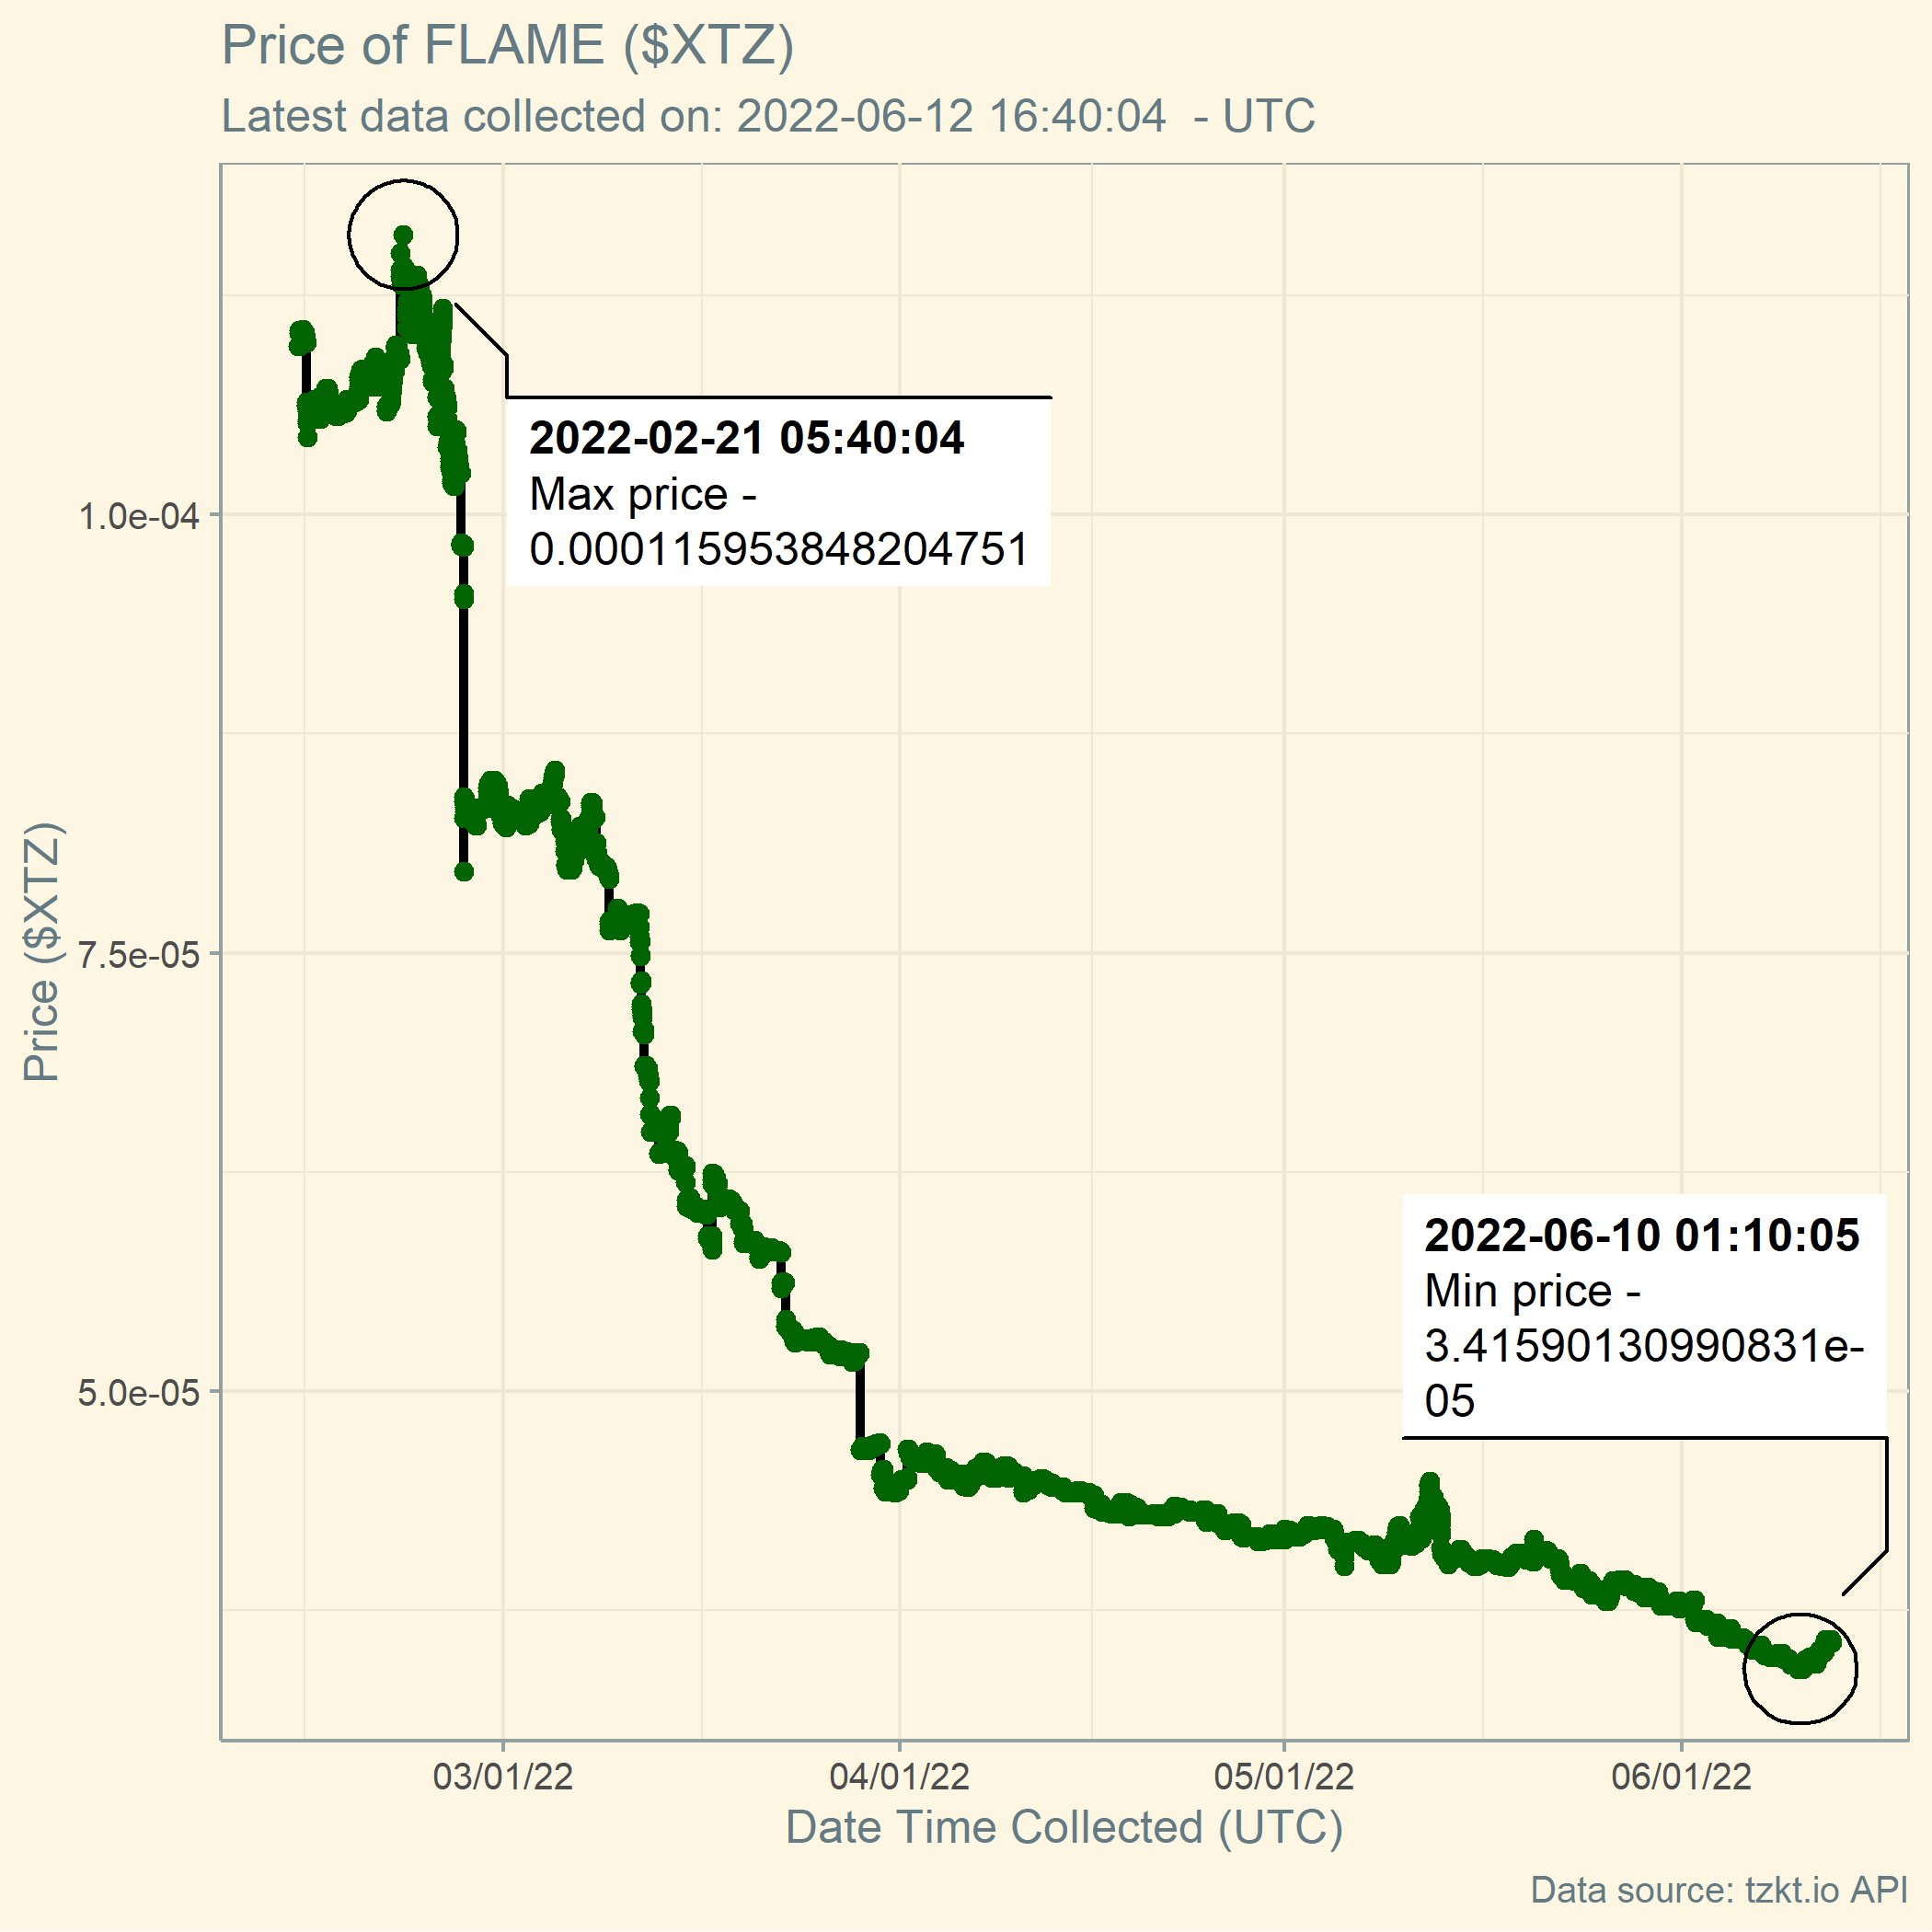 Price of FLAME ($XTZ)
Latest data collected on: 2022-06-12 16:40:04  - UTC
2022-02-21 05:40:04
Max price -
0.000115953848204751
1.0e-04
7.5e-05
5.0e-05
Price ($XTZ)
2022-06-10 01:10:05
Min price -
3.41590130990831e-
05
03/01/22
04/01/22
05/01/22
06/01/22
Date Time Collected (UTC)
Data source: tzkt.io API